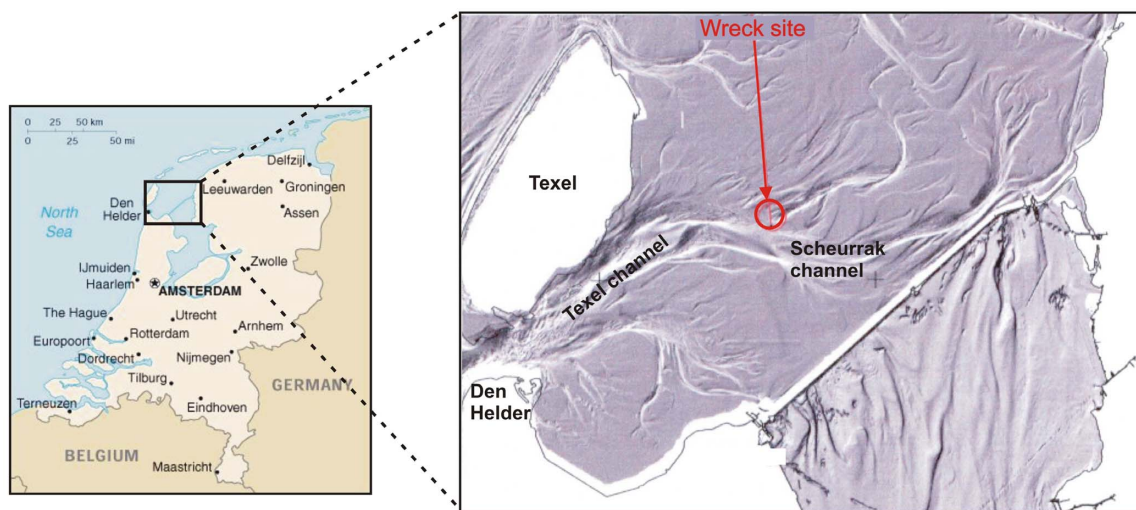 0 25 50 km
0 25 50 mi
North
Sea
Den
Helder
Delfzijl
Leeuwarden
Groningen
Assen
IJmuiden
Haarlem
Zwolle
AMSTERDAM
The Hague
Utrecht
Europoort
Rotterdam
Arnhem
Dordrecht
Nijmegen
Tilburg
GERMANY
Terneuzen
Eindhoven
BELGIUM
Maastricht
Wreck site
Texel
Texel channel
Scheurrak
channel
Den
Helder